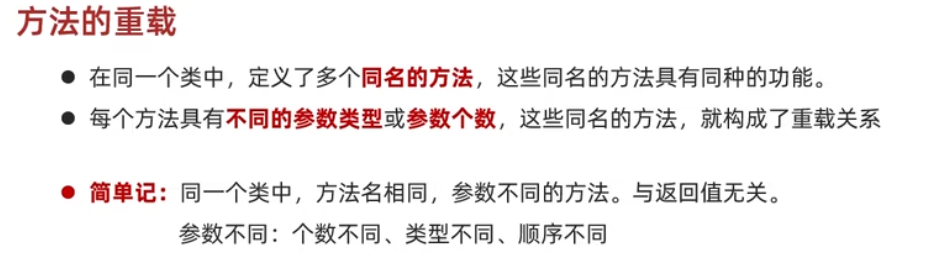 方法的重载
● 在同一个类中，定义了多个同名的方法，这些同名的方法具有同种的功能。
● 每个方法具有不同的参数类型或参数个数，这些同名的方法，就构成了重载关系
● 简单记：同一个类中，方法名相同，参数不同的方法。与返回值无关。
参数不同：个数不同、类型不同、顺序不同